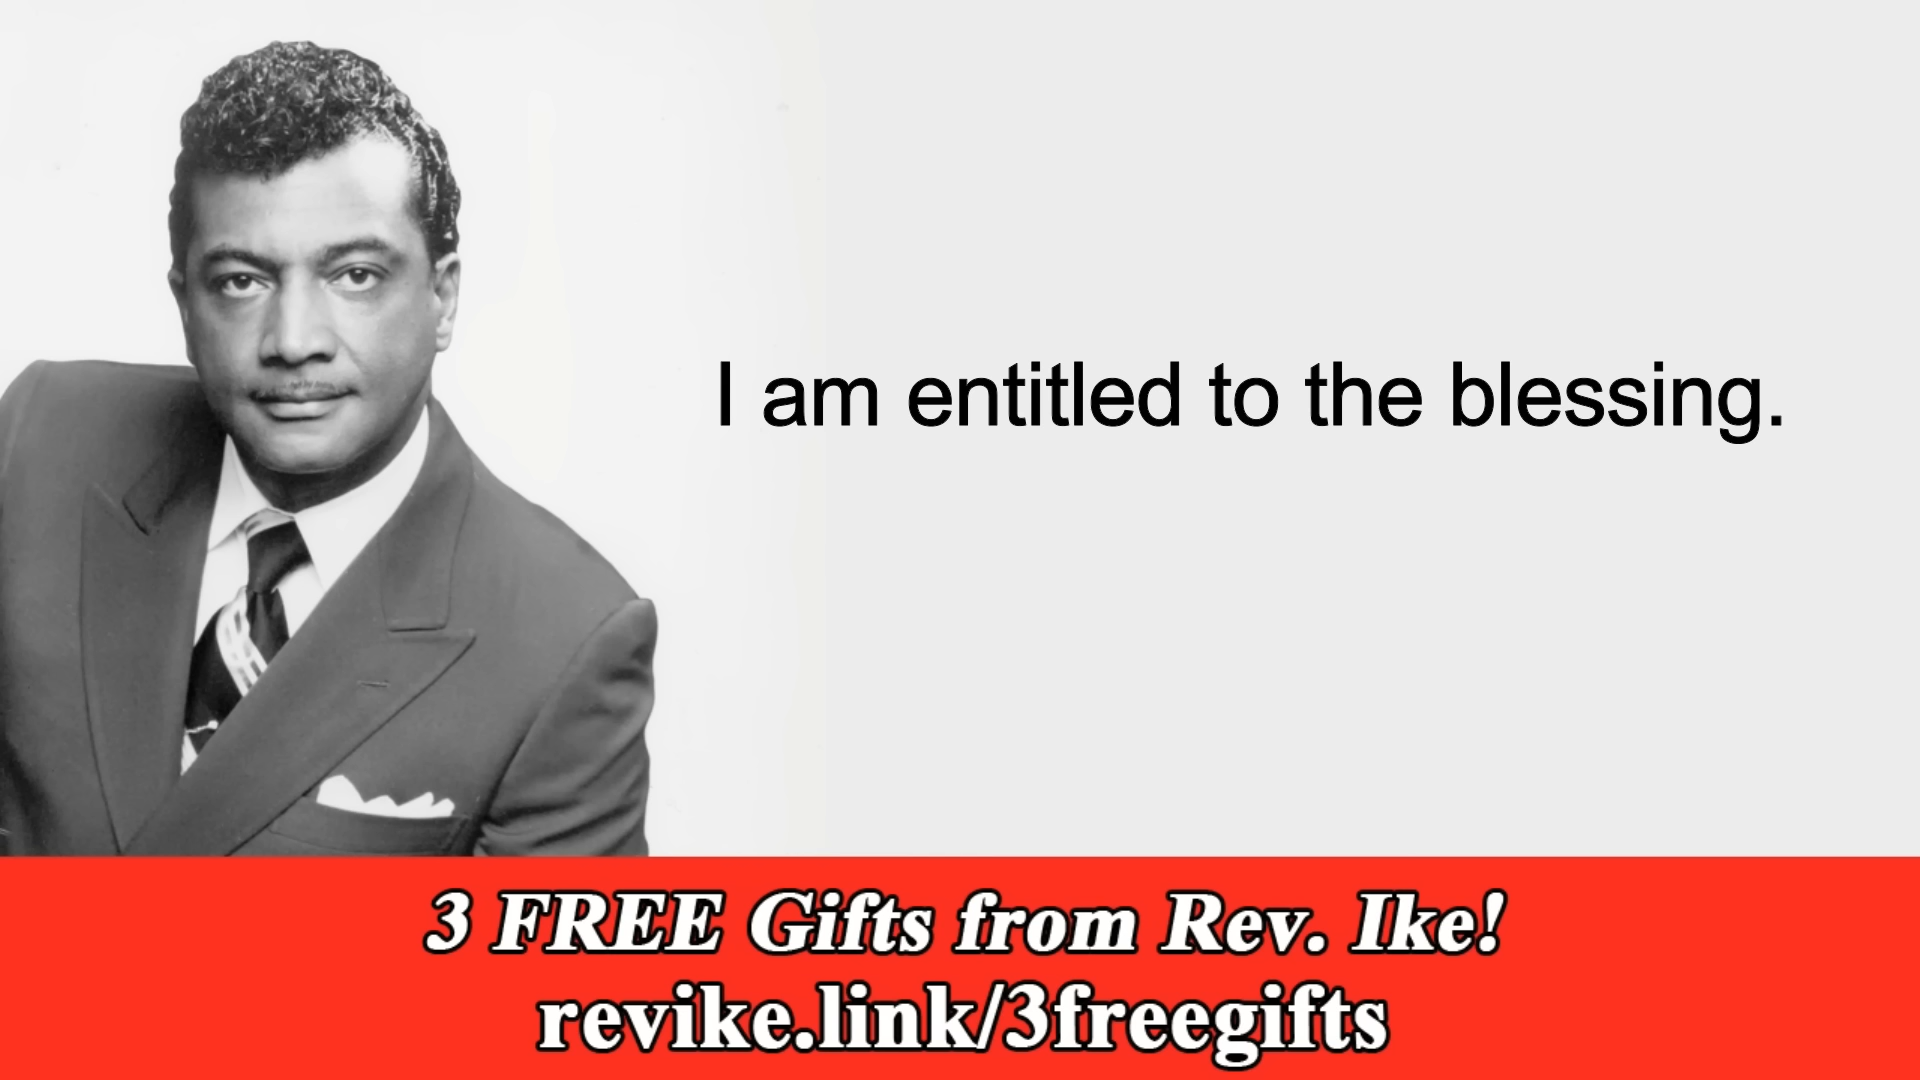 I am entitled to the blessing.
3 FREE Gifts from Rev. Ike!
revike.link/3freegifts